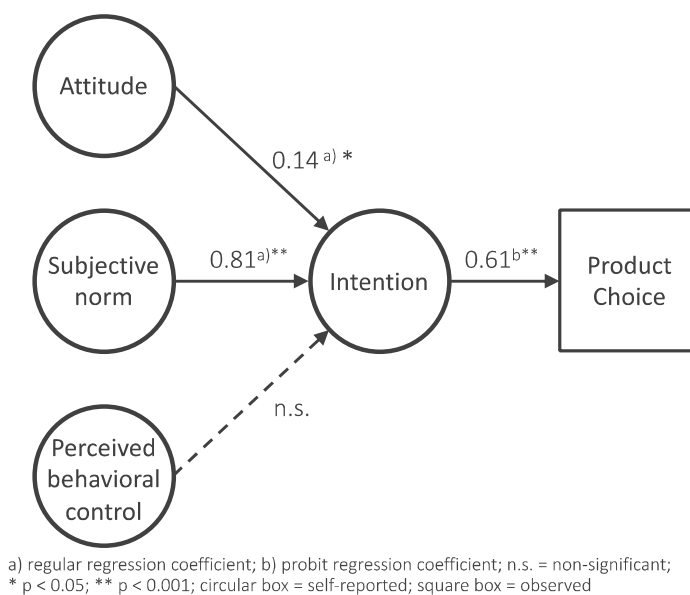 Attitude
0.14 a) *
Subjective
norm
0.81a)**
Intention
0.61b**
Product
Choice
n.s.
Perceived
behavioral
control
a) regular regression coefficient; b) probit regression coefficient; n.s. = non-significant;
* p < 0.05; ** p < 0.001; circular box = self-reported; square box = observed